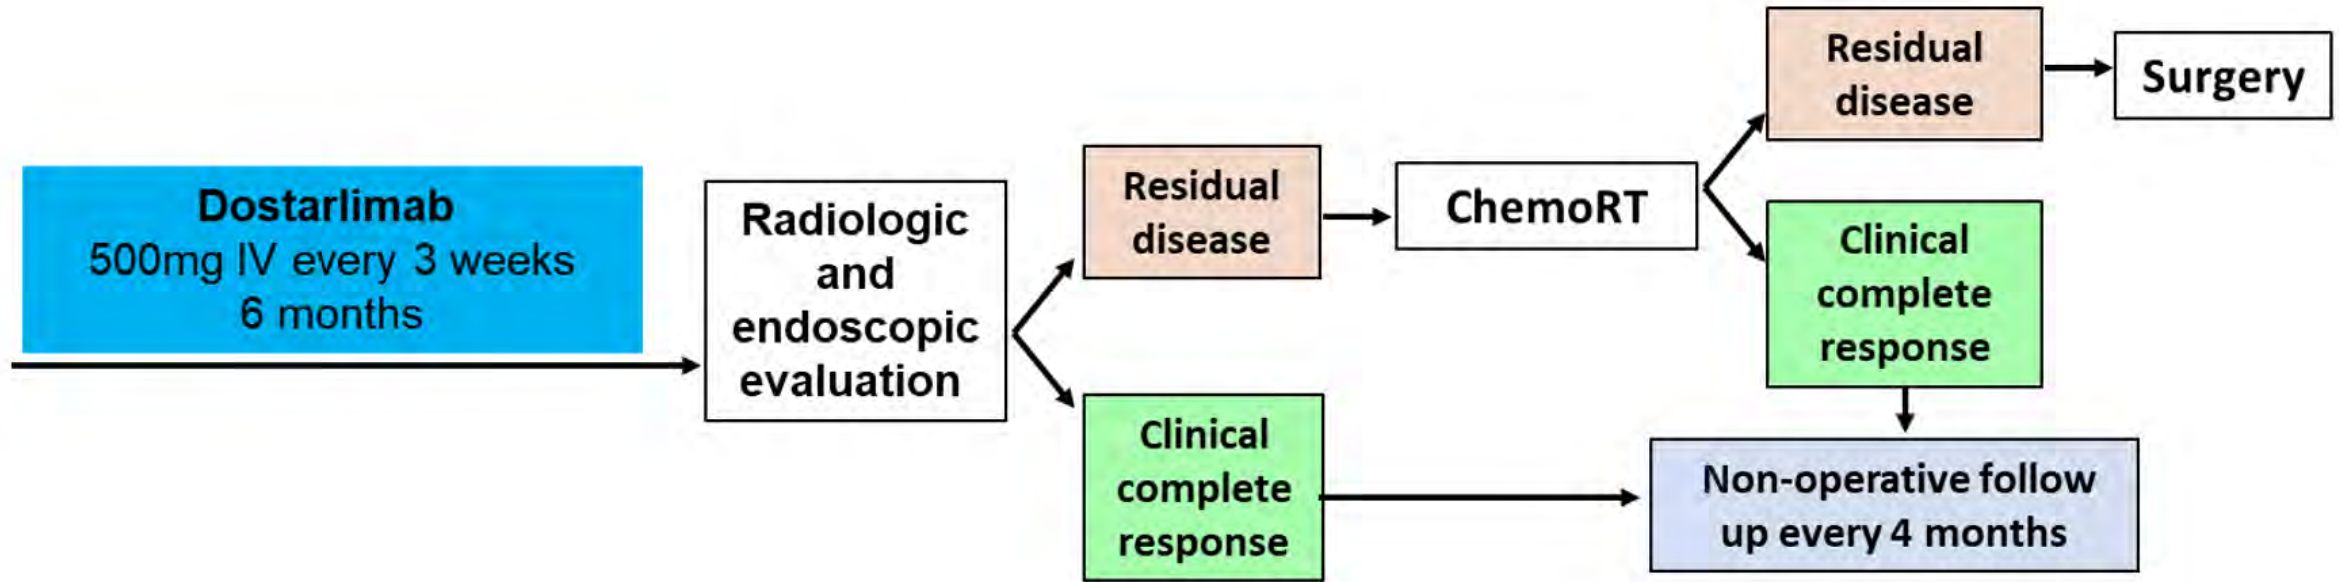 Dostarlimab
500mg IV every 3 weeks
6 months
Radiologic
and
endoscopic
evaluation
Residual
disease
Clinical
complete
response
ChemoRT
Residual
disease
Surgery
Clinical
complete
response
Non-operative follow
up every 4 months